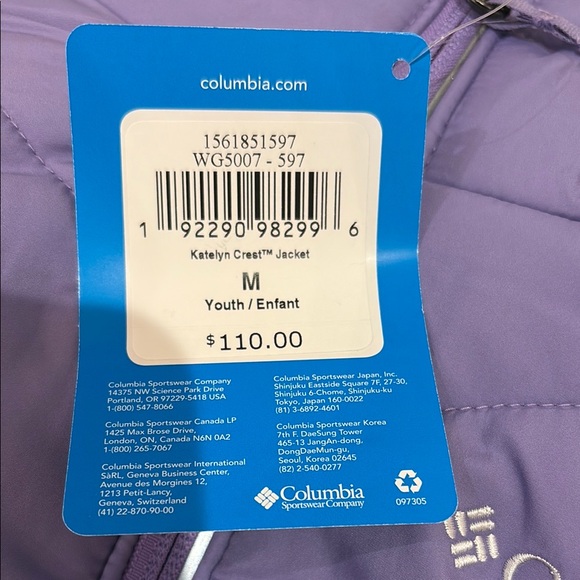 columbia.com
1561851597
WG5007 - 597
1 92290 98299 6
Katelyn Crest™ Jacket
M
Youth / Enfant
$110.00
Columbia Sportswear Company
14375 NW Science Park Drive
Portland, OR 97229-5418 USA
1-(800) 547-8066
Columbia Sportswear Canada LP
1425 Max Brose Drive,
London, ON, Canada N6N 0A2
1-(800) 265-7067
Columbia Sportswear International
SàRL, Geneva Business Center,
Avenue des Morgines 12,
1213 Petit-Lancy,
Geneva, Switzerland
(41) 22-870-90-00
Columbia Sportswear Japan, Inc.
Shinjuku Eastside Square 7F, 27-30,
Shinjuku 6-Chome, Shinjuku-ku
Tokyo, Japan 160-0022
(81) 3-6892-4601
Columbia Sportswear Korea
7th F. DaeSung Tower
465-13 JangAn-dong,
DongDaeMun-gu,
Seoul, Korea 02645
(82) 2-540-0277
Columbia
Sportswear Company
097305
C